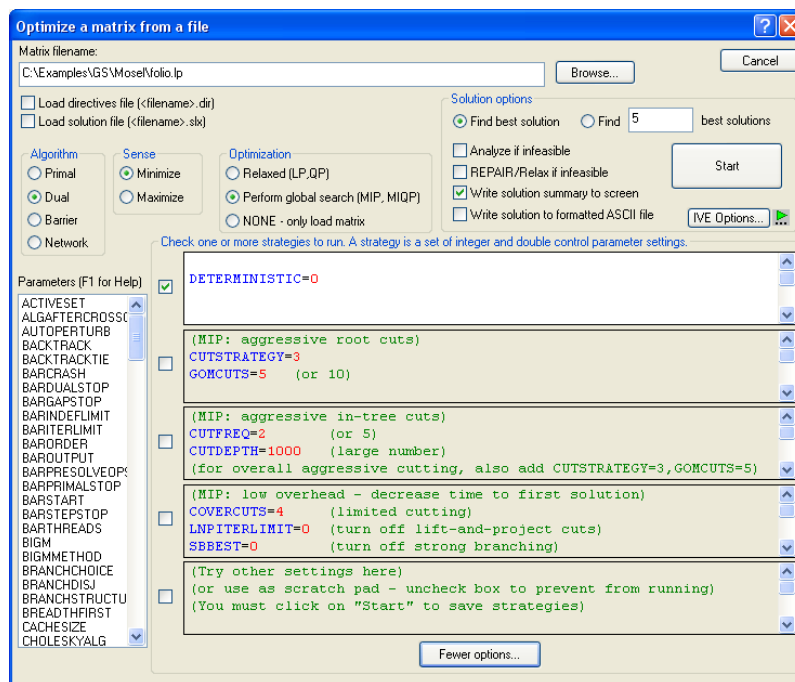 Optimize a matrix from a file
Matrix filename:
C:\Examples\GS\Mosel\folio.lp
Browse...
Cancel
Load directives file (<filename>.dir)
Load solution file (<filename>.slx)
Solution options
Find best solution
Find 5 best solutions
Analyze if infeasible
REPAIR/Relax if infeasible
Write solution summary to screen
Write solution to formatted ASCII file
Start
IVE Options...
Algorithm
Primal
Dual
Barrier
Network
Sense
Minimize
Maximize
Optimization
Relaxed (LP,QP)
Perform global search (MIP, MIQP)
NONE - only load matrix
Check one or more strategies to run. A strategy is a set of integer and double control parameter settings.
Parameters (F1 for Help)
ACTIVESET
ALGAFTERCROSSO
AUTOPERTURB
BACKTRACK
BACKTRACKTIE
BARCRASH
BARDUALSTOP
BARGAPSTOP
BARINDEFLIMIT
BARITERLIMIT
BARORDER
BAROUTPUT
BARPRESOLVEOPS
BARPRIMALSTOP
BARSTART
BARSTEPSTOP
BARTHREADS
BIGM
BIGMMETHOD
BRANCHCHOICE
BRANCHDISJ
BRANCHSTRUCTU
BREADTHFIRST
CACHESIZE
CHOLESKYALG
DETERMINISTIC=0
(MIP: aggressive root cuts)
CUTSTRATEGY=3
GOMCUTS=5 (or 10)
(MIP: aggressive in-tree cuts)
CUTFREQ=2 (or 5)
CUTDEPTH=1000 (large number)
(for overall aggressive cutting, also add CUTSTRATEGY=3,GOMCUTS=5)
(MIP: low overhead - decrease time to first solution)
COVERCUTS=4 (limited cutting)
LNPITERLIMIT=0 (turn off lift-and-project cuts)
SBBEST=0 (turn off strong branching)
(Try other settings here)
(or use as scratch pad - uncheck box to prevent from running)
(You must click on "Start" to save strategies)
Fewer options...